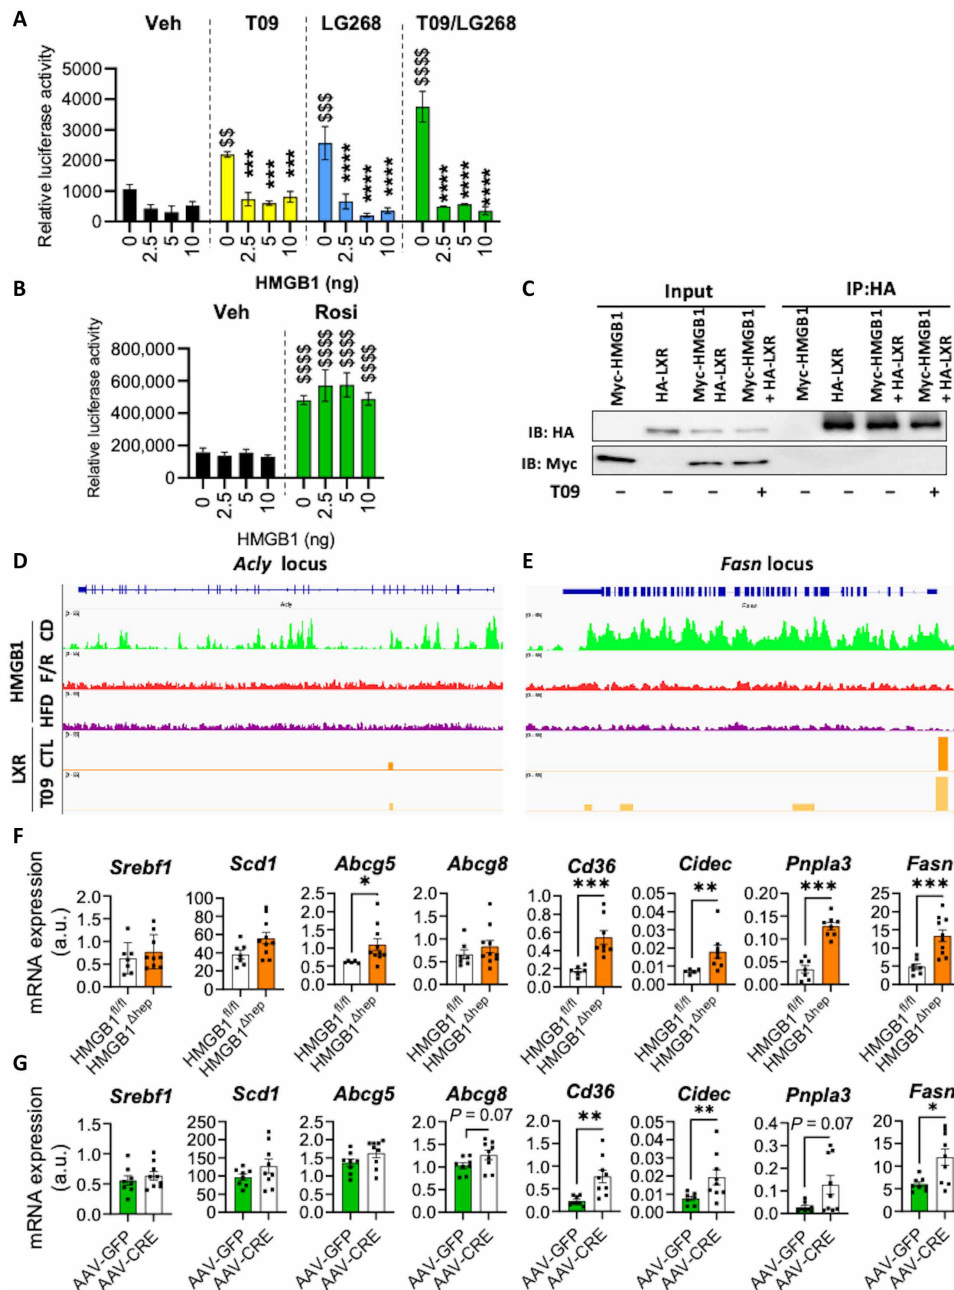 A
Veh
T09
LG268
T09/LG268
Relative luciferase activity
5000
4000
3000
2000
1000
0
$$
***
***
***
$$$
****
****
****
$$$$
****
****
****
0
2.5
5
10
0
2.5
5
10
0
2.5
5
10
0
2.5
5
10
HMGB1 (ng)
B
Veh
Rosi
Relative luciferase activity
800,000
600,000
400,000
200,000
0
$$$$
$$$$
$$$$
$$$$
0
2.5
5
10
0
2.5
5
10
HMGB1 (ng)
C
Input
IP:HA
Myc-HMGB1
HA-LXR
Myc-HMGB1
+ HA-LXR
Myc-HMGB1
+ HA-LXR
Myc-HMGB1
HA-LXR
Myc-HMGB1
+ HA-LXR
Myc-HMGB1
+ HA-LXR
IB: HA
IB: Myc
T09
– – – + – – – +
D
Acly locus
Acly
HMGB1
CD
F/R
HFD
LXR
CTL
T09
E
Fasn locus
Fasn
F
mRNA expression
(a.u.)
Srebf1
2.0
1.5
1.0
0.5
0.0
HMGB1fl/fl
HMGB1Δhep
Scd1
100
80
60
40
20
0
HMGB1fl/fl
HMGB1Δhep
Abcg5
*
2.5
2.0
1.5
1.0
0.5
0.0
HMGB1fl/fl
HMGB1Δhep
Abcg8
2.0
1.5
1.0
0.5
0.0
HMGB1fl/fl
HMGB1Δhep
Cd36
***
1.0
0.8
0.6
0.4
0.2
0.0
HMGB1fl/fl
HMGB1Δhep
Cidec
**
0.04
0.03
0.02
0.01
0.00
HMGB1fl/fl
HMGB1Δhep
Pnpla3
***
0.20
0.15
0.10
0.05
0.00
HMGB1fl/fl
HMGB1Δhep
Fasn
***
25
20
15
10
5
0
HMGB1fl/fl
HMGB1Δhep
G
mRNA expression
(a.u.)
Srebf1
2.0
1.5
1.0
0.5
0.0
AAV-GFP
AAV-CRE
Scd1
250
200
150
100
50
0
AAV-GFP
AAV-CRE
Abcg5
2.5
2.0
1.5
1.0
0.5
0.0
AAV-GFP
AAV-CRE
Abcg8
P = 0.07
2.0
1.5
1.0
0.5
0.0
AAV-GFP
AAV-CRE
Cd36
**
2.0
1.5
1.0
0.5
0.0
AAV-GFP
AAV-CRE
Cidec
**
0.05
0.04
0.03
0.02
0.01
0.00
AAV-GFP
AAV-CRE
Pnpla3
P = 0.07
0.4
0.3
0.2
0.1
0.0
AAV-GFP
AAV-CRE
Fasn
*
20
15
10
5
0
AAV-GFP
AAV-CRE